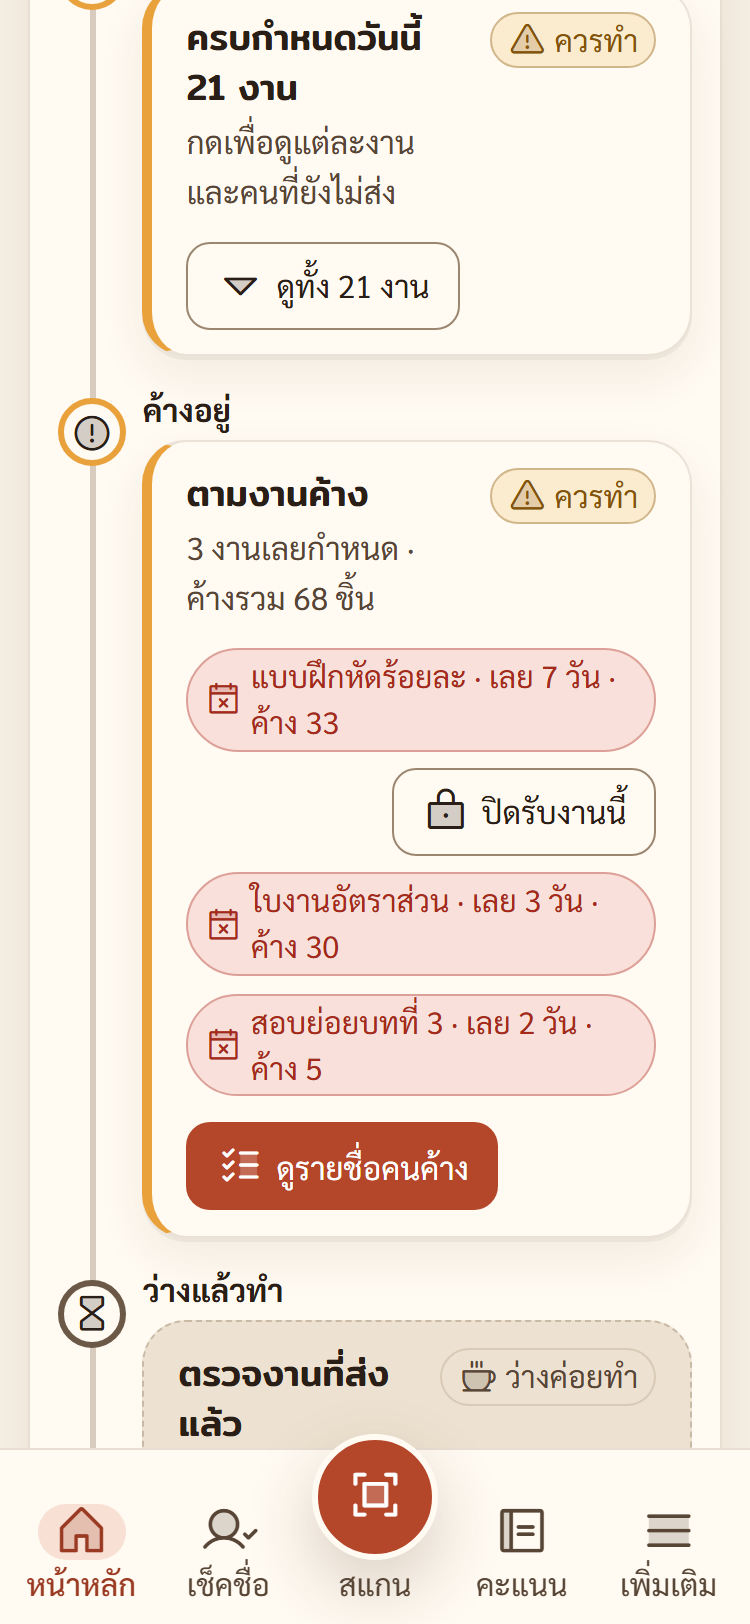 ครบกำหนดวันนี้
21 งาน
ควรทำ
กดเพื่อดูแต่ละงาน
และคนที่ยังไม่ส่ง
ดูทั้ง 21 งาน
ค้างอยู่
ตามงานค้าง
ควรทำ
3 งานเลยกำหนด ·
ค้างรวม 68 ชิ้น
แบบฝึกหัดร้อยละ · เลย 7 วัน ·
ค้าง 33
ปิดรับงานนี้
ใบงานอัตราส่วน · เลย 3 วัน ·
ค้าง 30
สอบย่อยบทที่ 3 · เลย 2 วัน ·
ค้าง 5
ดูรายชื่อคนค้าง
ว่างแล้วทำ
ตรวจงานที่ส่ง
แล้ว
ว่างค่อยทำ
หน้าหลัก
เช็คชื่อ
สแกน
คะแนน
เพิ่มเติม